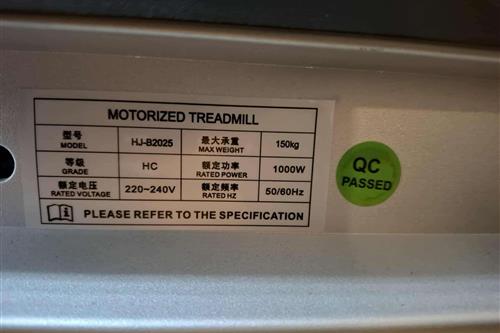 MOTORIZED TREADMILL
型号 HJ-B2025 最大承重 150kg
MODEL MAX WEIGHT
等级 HC 额定功率 1000W
GRADE RATED POWER
额定电压 220~240V 额定频率 50/60Hz
RATED VOLTAGE RATED HZ
PLEASE REFER TO THE SPECIFICATION
QC
PASSED